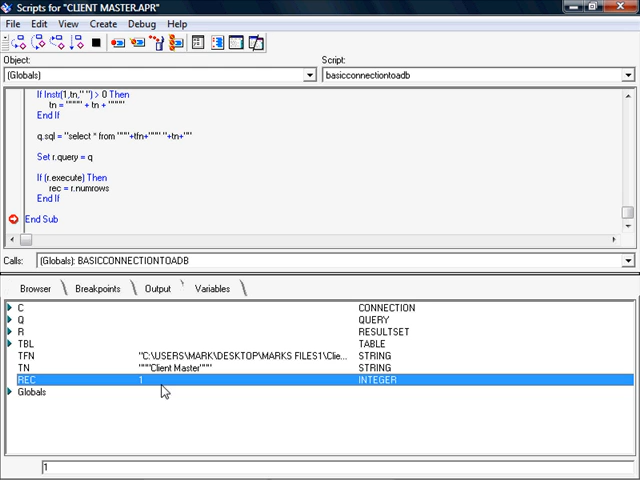 Scripts for "CLIENT MASTER.APR"
File Edit View Create Debug Help
Object: Script:
(Globals) basicconnectiontoadb
If Instr(1,tn," ") > 0 Then
tn = """" + tn + """"
End If
q.sql = "select * from """+tfn+""" "+tn+""
Set r.query = q
If (r.execute) Then
rec = r.numrows
End If
End Sub
Calls: (Globals): BASICCONNECTIONTOADB
Browser Breakpoints Output Variables
C CONNECTION
Q QUERY
R RESULTSET
TBL TABLE
TFN "C:\USERS\MARK\DESKTOP\MARKS FILES1\Clie... STRING
TN """Client Master""" STRING
REC 1 INTEGER
Globals
1